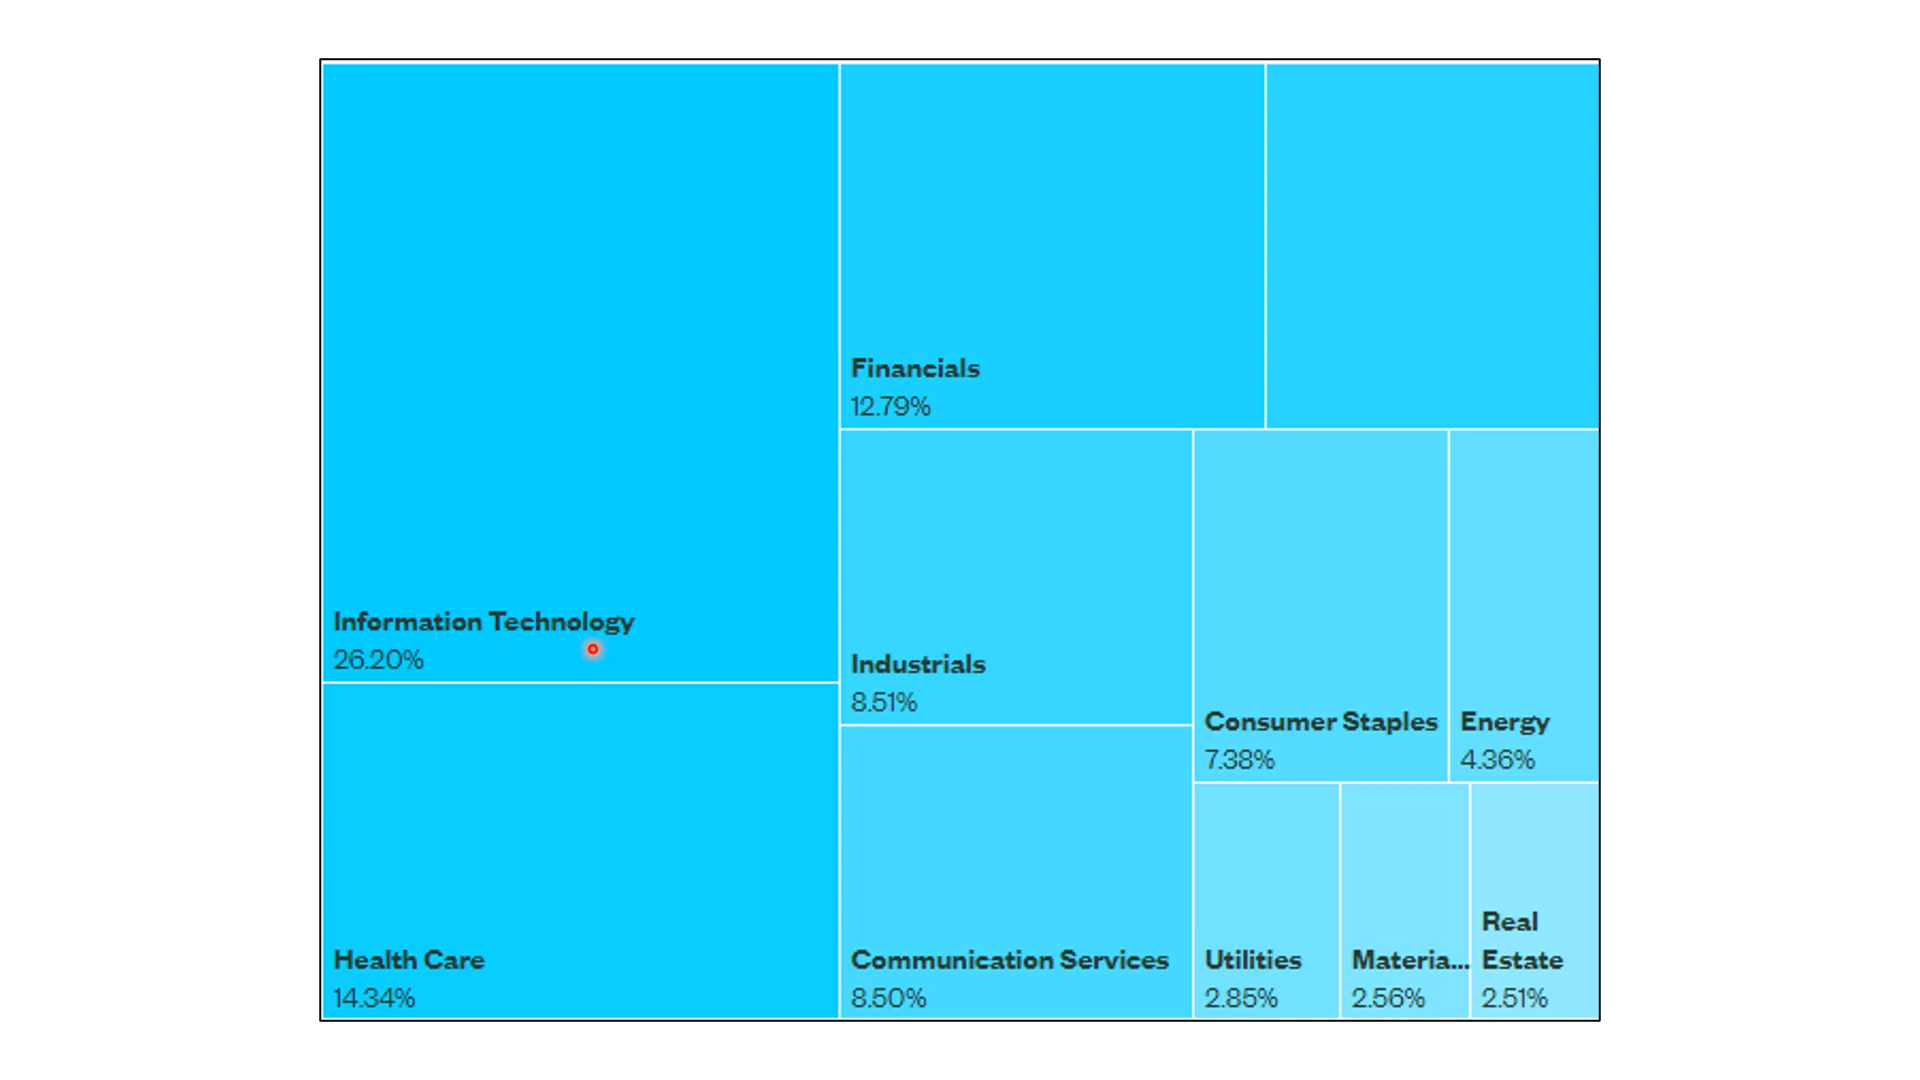 Financials
12.79%
Information Technology
26.20%
Industrials
8.51%
Consumer Staples
7.38%
Energy
4.36%
Health Care
14.34%
Communication Services
8.50%
Utilities
2.85%
Materia...
2.56%
Real
Estate
2.51%